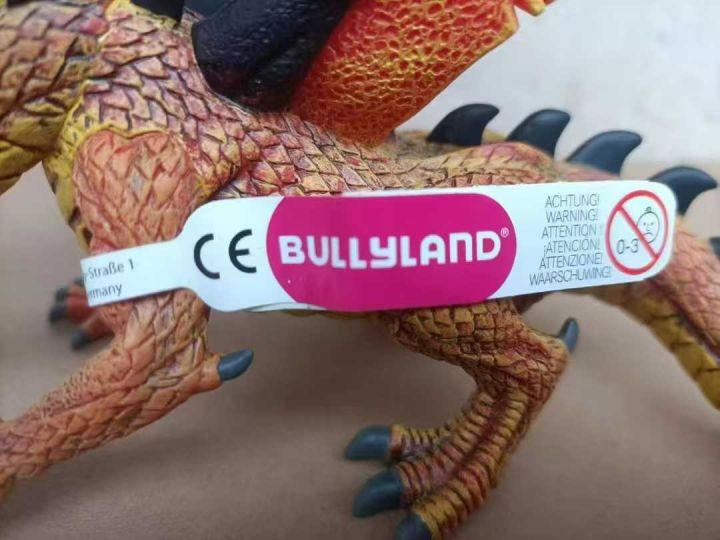 -Straße 1
rmany
CE
BULLYLAND®
ACHTUNG!
WARNING!
ATTENTION !
¡ATENCIÓN!
ATTENZIONE!
WAARSCHUWING!
0-3